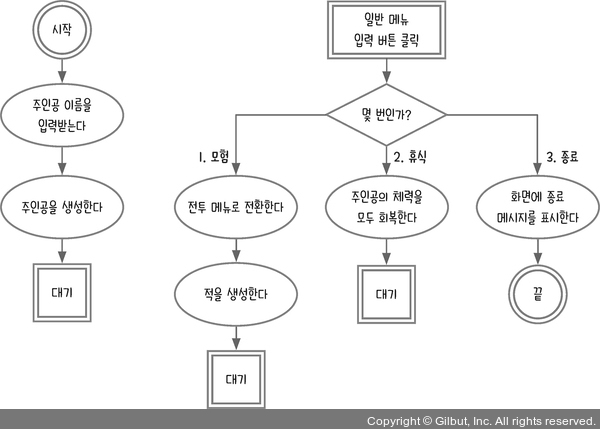 시작
주인공 이름을
입력받는다
주인공을 생성한다
대기
일반 메뉴
입력 버튼 클릭
몇 번인가?
1. 모험
2. 휴식
3. 종료
전투 메뉴로 전환한다
적을 생성한다
대기
주인공의 체력을
모두 회복한다
대기
화면에 종료
메시지를 표시한다
끝
Copyright © Gilbut, Inc. All rights reserved.